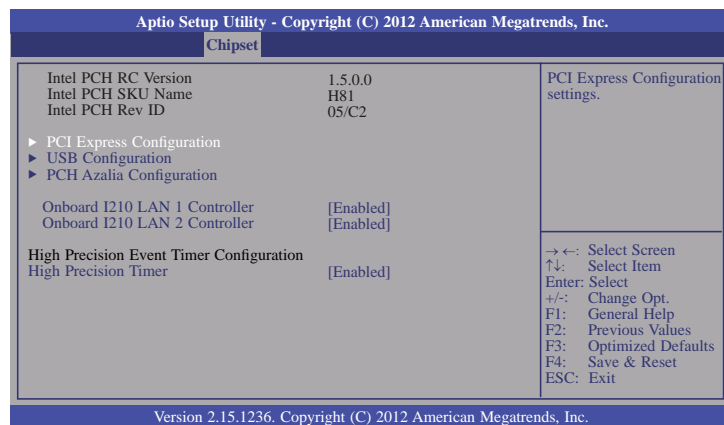 Aptio Setup Utility - Copyright (C) 2012 American Megatrends, Inc.
Chipset
Intel PCH RC Version 1.5.0.0
Intel PCH SKU Name H81
Intel PCH Rev ID 05/C2
► PCI Express Configuration
► USB Configuration
► PCH Azalia Configuration
Onboard I210 LAN 1 Controller [Enabled]
Onboard I210 LAN 2 Controller [Enabled]
High Precision Event Timer Configuration
High Precision Timer [Enabled]
PCI Express Configuration
settings.
→←: Select Screen
↑↓: Select Item
Enter: Select
+/-: Change Opt.
F1: General Help
F2: Previous Values
F3: Optimized Defaults
F4: Save & Reset
ESC: Exit
Version 2.15.1236. Copyright (C) 2012 American Megatrends, Inc.